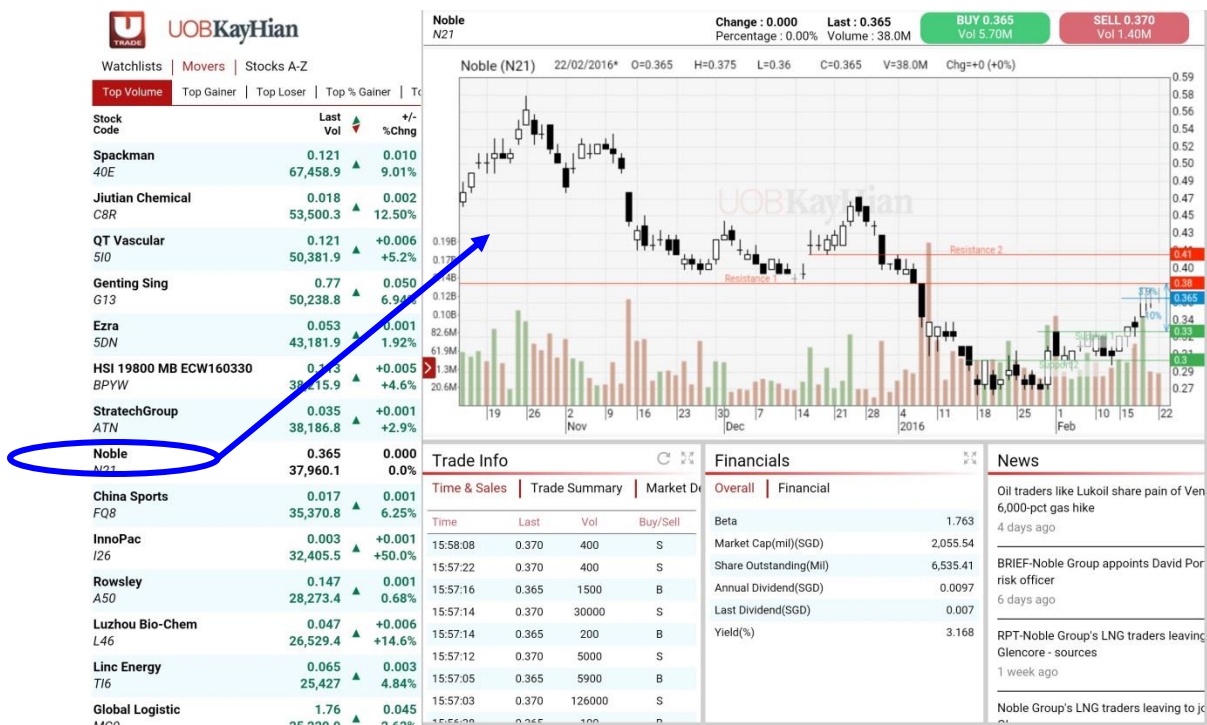 U
TRADE
UOBKayHian
Watchlists | Movers | Stocks A-Z
Top Volume Top Gainer | Top Loser | Top % Gainer |
Stock Last +/-
Code Vol %Chng
Spackman 0.121 0.010
40E 67,458.9 9.01%
Jiutian Chemical 0.018 0.002
C8R 53,500.3 12.50%
QT Vascular 0.121 +0.006
5I0 50,381.9 +5.2%
Genting Sing 0.77 0.050
G13 50,238.8
Ezra 0.053 0.001
5DN 43,181.9 1.92%
HSI 19800 MB ECW160330 +0.005
BPYW +4.6%
StratechGroup 0.035 +0.001
ATN 38,186.8 +2.9%
Noble 0.365 0.000
N21 37,960.1 0.0%
China Sports 0.017 0.001
FQ8 35,370.8 6.25%
InnoPac 0.003 +0.001
I26 32,405.5 +50.0%
Rowsley 0.147 0.001
A50 28,273.4 0.68%
Luzhou Bio-Chem 0.047 +0.006
L46 26,529.4 +14.6%
Linc Energy 0.065 0.003
TI6 25,427 4.84%
Global Logistic 1.76 0.045
Noble
N21
Change : 0.000 Last : 0.365
Percentage : 0.00% Volume : 38.0M
BUY 0.365
Vol 5.70M
SELL 0.370
Vol 1.40M
Noble (N21) 22/02/2016* O=0.365 H=0.375 L=0.36 C=0.365 V=38.0M Chg=+0 (+0%)
UOBKayHian
0.59
0.58
0.56
0.54
0.52
0.50
0.49
0.47
0.45
0.43
0.41
0.40
0.38
0.365
0.34
0.33
0.3
0.29
0.27
0.19B
0.12B
0.10B
82.6M
61.9M
20.6M
Resistance 2
Resistance 1
3.9%
10%
Support 1
Support 2
19 26 2 9 16 23 30 7 14 21 28 4 11 18 25 1 10 15 22
Nov Dec 2016 Feb
Trade Info
Time & Sales | Trade Summary | Market
Time Last Vol Buy/Sell
15:58:08 0.370 400 S
15:57:22 0.370 400 S
15:57:16 0.365 1500 B
15:57:14 0.370 30000 S
15:57:14 0.365 200 B
15:57:12 0.370 5000 S
15:57:05 0.365 5900 B
15:57:03 0.370 126000 S
Financials
Overall | Financial
Beta 1.763
Market Cap(mil)(SGD) 2,055.54
Share Outstanding(Mil) 6,535.41
Annual Dividend(SGD) 0.0097
Last Dividend(SGD) 0.007
Yield(%) 3.168
News
Oil traders like Lukoil share pain of Ven
6,000-pct gas hike
4 days ago
BRIEF-Noble Group appoints David Por
risk officer
6 days ago
RPT-Noble Group's LNG traders leaving
Glencore - sources
1 week ago
Noble Group's LNG traders leaving to jo